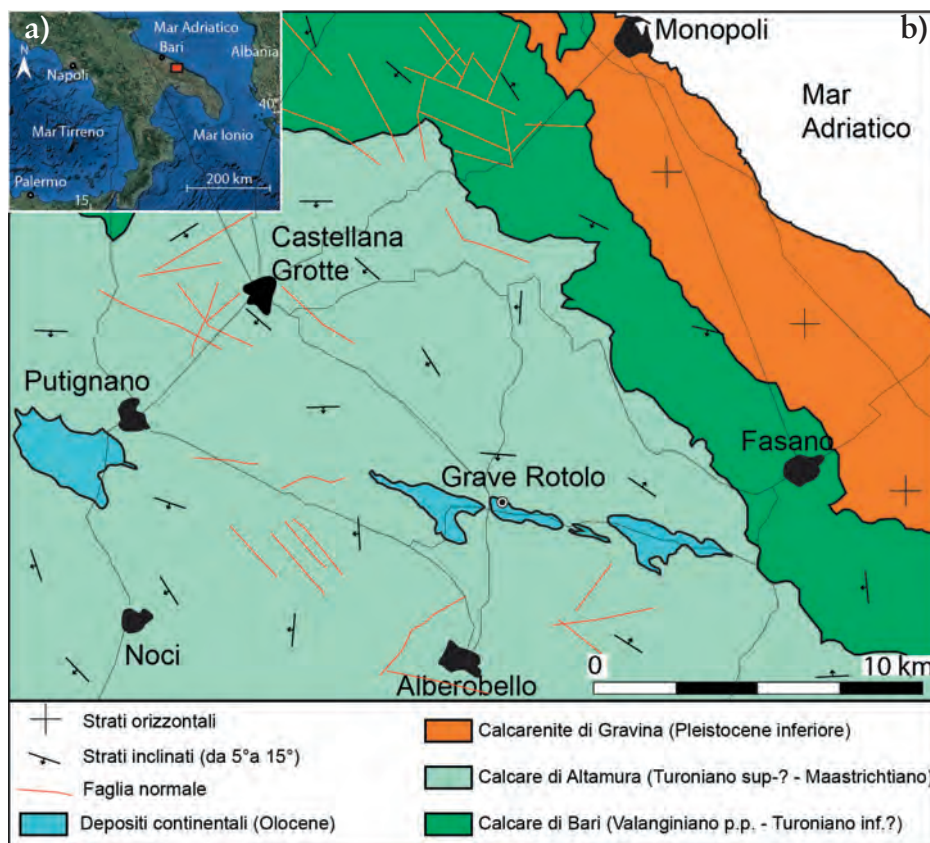 a)
Mar Adriatico
Bari
Albania
N
Napoli
40°
Mar Tirreno
Mar Ionio
200 km
Palermo
15
b)
Monopoli
Mar
Adriatico
Castellana
Grotte
Putignano
Fasano
Grave Rotolo
Noci
Alberobello
0
10 km
Strati orizzontali
Strati inclinati (da 5°a 15°)
Faglia normale
Depositi continentali (Olocene)
Calcarenite di Gravina (Pleistocene inferiore)
Calcare di Altamura (Turoniano sup-? - Maastrichtiano)
Calcare di Bari (Valanginiano p.p. - Turoniano inf.?)